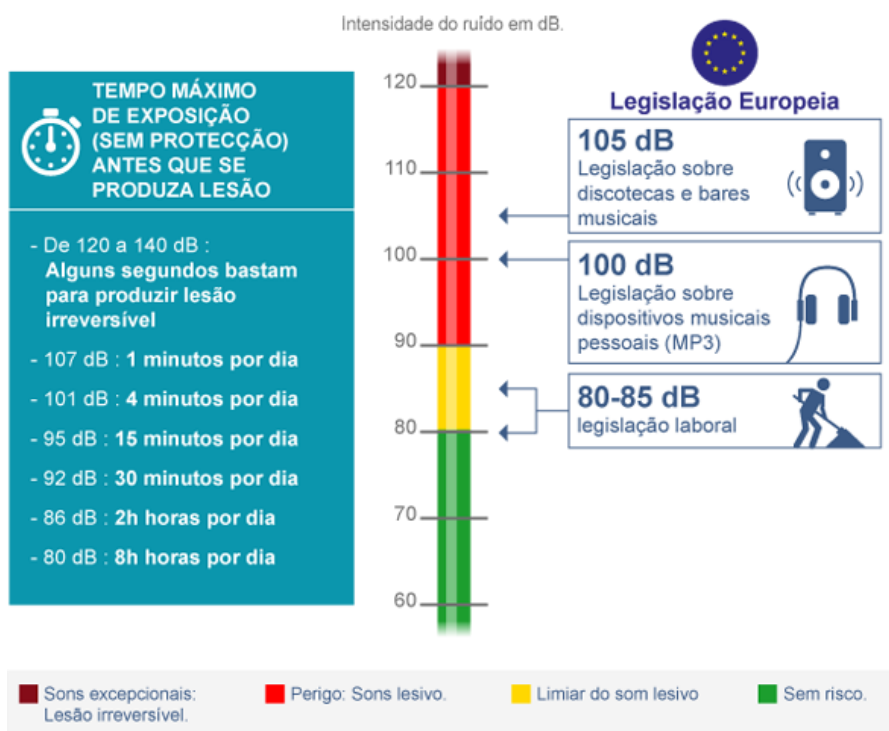 Intensidade do ruído em dB.
TEMPO MÁXIMO
DE EXPOSIÇÃO
(SEM PROTECÇÃO)
ANTES QUE SE
PRODUZA LESÃO
- De 120 a 140 dB :
Alguns segundos bastam
para produzir lesão
irreversível
- 107 dB : 1 minutos por dia
- 101 dB : 4 minutos por dia
- 95 dB : 15 minutos por dia
- 92 dB : 30 minutos por dia
- 86 dB : 2h horas por dia
- 80 dB : 8h horas por dia
120
110
100
90
80
70
60
Legislação Europeia
105 dB
Legislação sobre
discotecas e bares
musicais
100 dB
Legislação sobre
dispositivos musicais
pessoais (MP3)
80-85 dB
legislação laboral
Sons excepcionais:
Lesão irreversível.
Perigo: Sons lesivo.
Limiar do som lesivo
Sem risco.